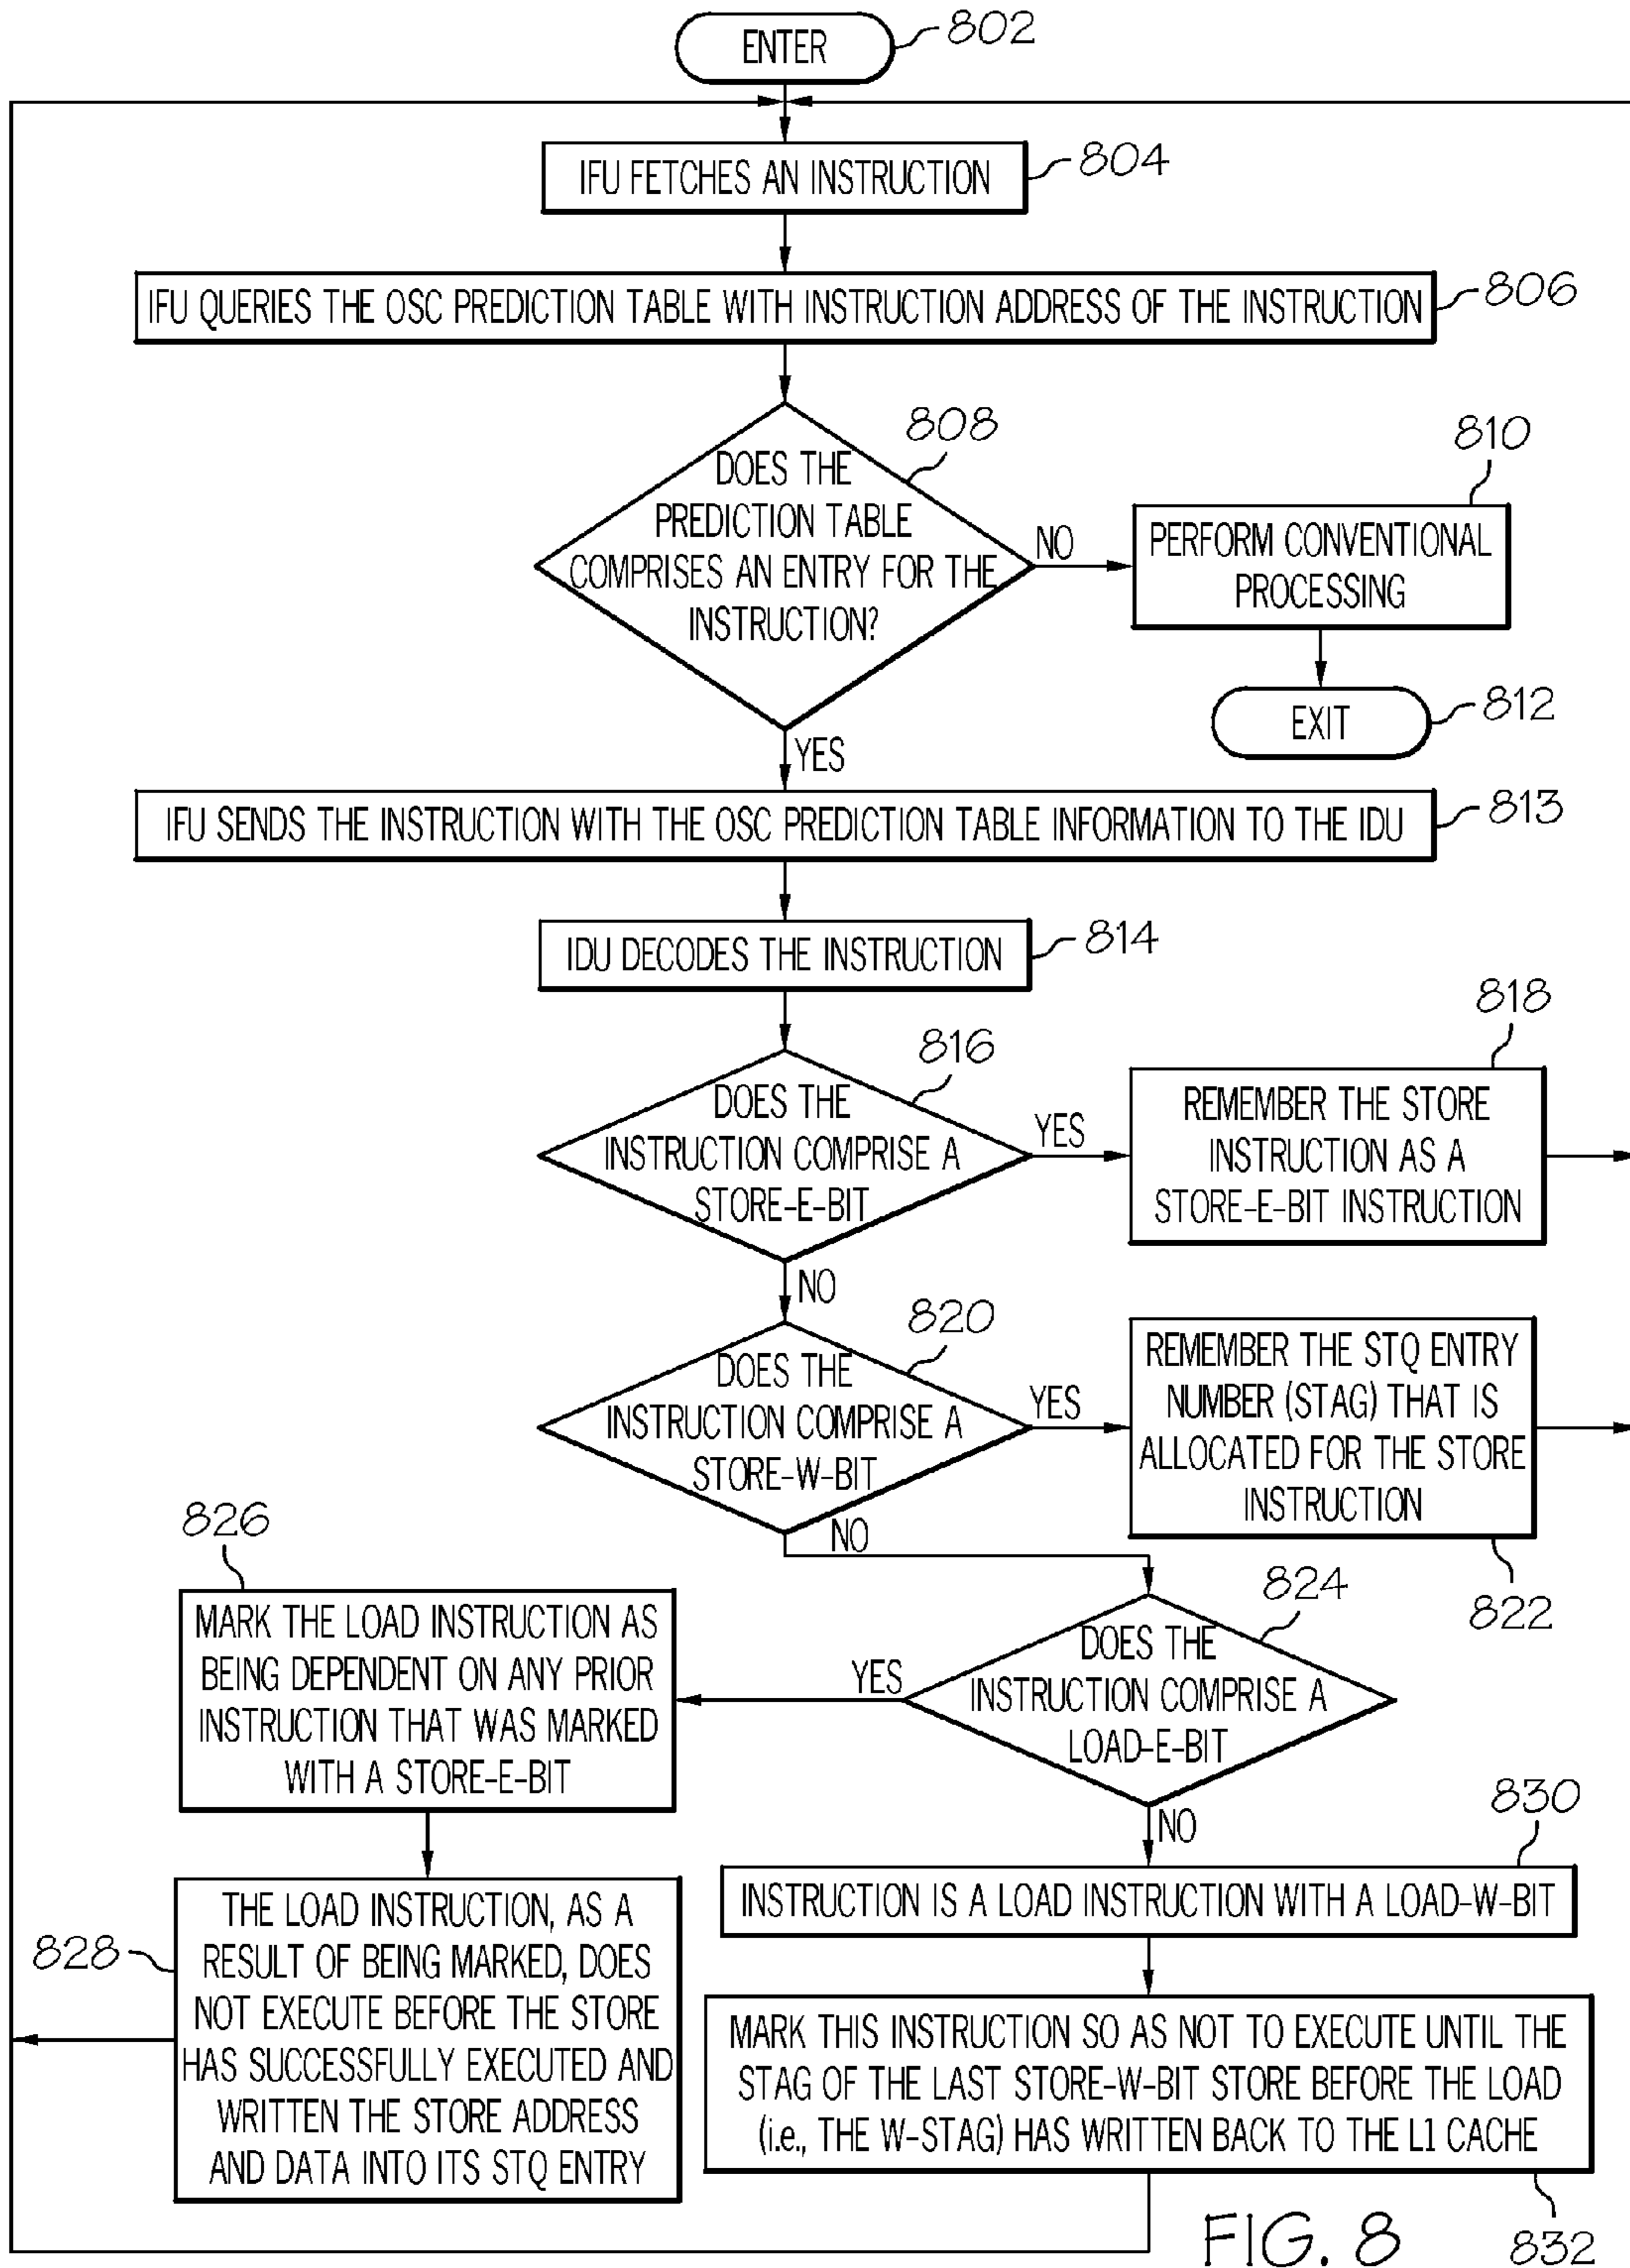 ENTER
802
IFU FETCHES AN INSTRUCTION
804
IFU QUERIES THE OSC PREDICTION TABLE WITH INSTRUCTION ADDRESS OF THE INSTRUCTION
806
808
DOES THE
PREDICTION TABLE
COMPRISES AN ENTRY FOR THE
INSTRUCTION?
NO
810
PERFORM CONVENTIONAL
PROCESSING
EXIT
812
YES
IFU SENDS THE INSTRUCTION WITH THE OSC PREDICTION TABLE INFORMATION TO THE IDU
813
IDU DECODES THE INSTRUCTION
814
816
DOES THE
INSTRUCTION COMPRISE A
STORE-E-BIT
YES
818
REMEMBER THE STORE
INSTRUCTION AS A
STORE-E-BIT INSTRUCTION
NO
820
DOES THE
INSTRUCTION COMPRISE A
STORE-W-BIT
YES
REMEMBER THE STQ ENTRY
NUMBER (STAG) THAT IS
ALLOCATED FOR THE STORE
INSTRUCTION
822
NO
824
DOES THE
INSTRUCTION COMPRISE A
LOAD-E-BIT
YES
826
MARK THE LOAD INSTRUCTION AS
BEING DEPENDENT ON ANY PRIOR
INSTRUCTION THAT WAS MARKED
WITH A STORE-E-BIT
828
THE LOAD INSTRUCTION, AS A
RESULT OF BEING MARKED, DOES
NOT EXECUTE BEFORE THE STORE
HAS SUCCESSFULLY EXECUTED AND
WRITTEN THE STORE ADDRESS
AND DATA INTO ITS STQ ENTRY
NO
830
INSTRUCTION IS A LOAD INSTRUCTION WITH A LOAD-W-BIT
MARK THIS INSTRUCTION SO AS NOT TO EXECUTE UNTIL THE
STAG OF THE LAST STORE-W-BIT STORE BEFORE THE LOAD
(i.e., THE W-STAG) HAS WRITTEN BACK TO THE L1 CACHE
832
FIG. 8